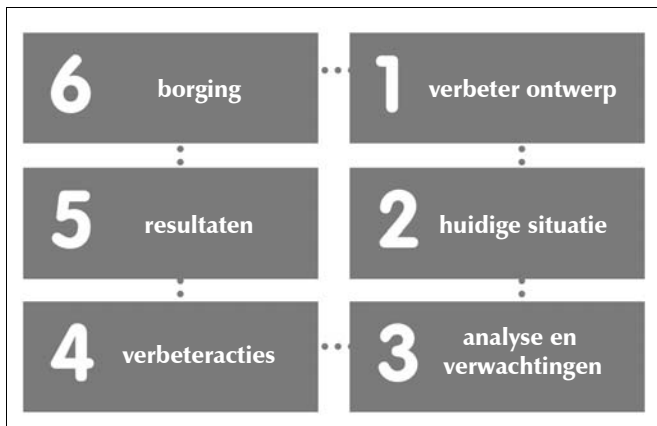 6 borging
1 verbeter ontwerp
5 resultaten
2 huidige situatie
4 verbeteracties
3 analyse en
verwachtingen